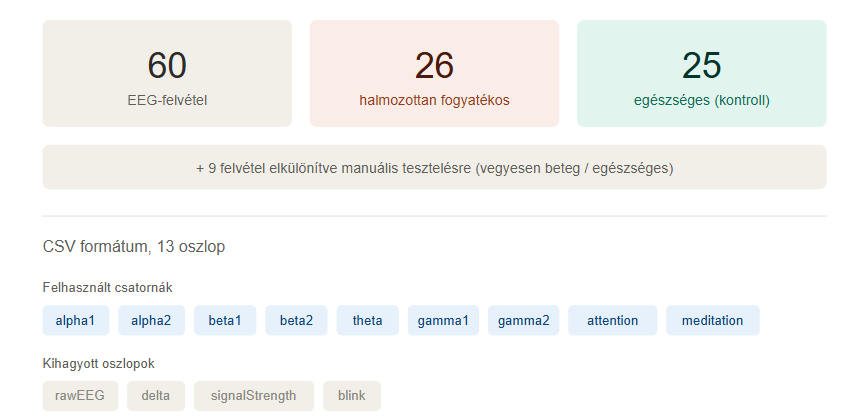 60
EEG-felvétel
26
halmozottan fogyatékos
25
egészséges (kontroll)
+ 9 felvétel elkülönítve manuális tesztelésre (vegyesen beteg / egészséges)
CSV formátum, 13 oszlop
Felhasznált csatornák
alpha1 alpha2 beta1 beta2 theta gamma1 gamma2 attention meditation
Kihagyott oszlopok
rawEEG delta signalStrength blink